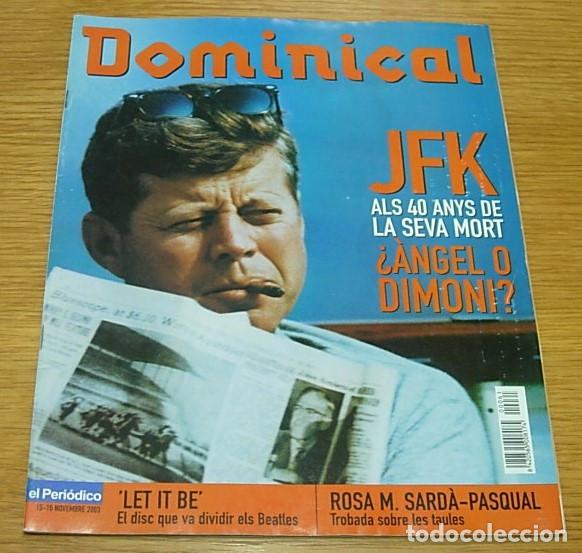 Dominical
JFK
ALS 40 ANYS DE
LA SEVA MORT
¿ÀNGEL O
DIMONI?
el Periódico
15-16 NOVEMBRE 2003
'LET IT BE'
El disc que va dividir els Beatles
ROSA M. SARDÀ-PASQUAL
Trobada sobre les taules
todocoleccion